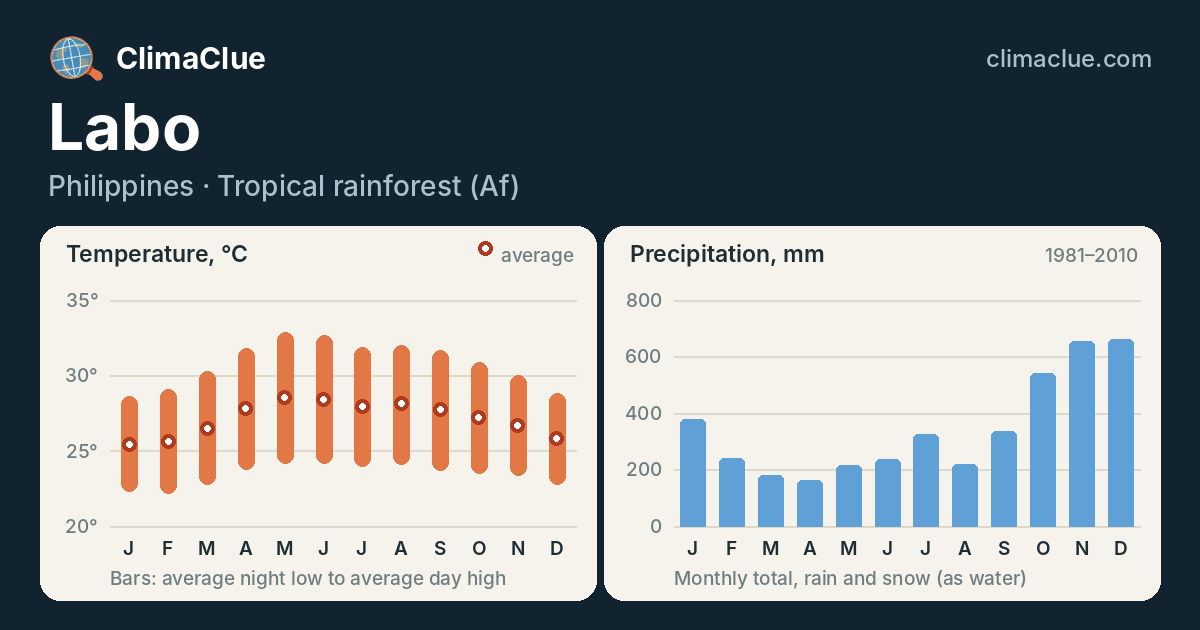 ClimaClue
climaclue.com
Labo
Philippines · Tropical rainforest (Af)
Temperature, °C
average
35°
30°
25°
20°
J F M A M J J A S O N D
Bars: average night low to average day high
Precipitation, mm
1981–2010
800
600
400
200
0
J F M A M J J A S O N D
Monthly total, rain and snow (as water)